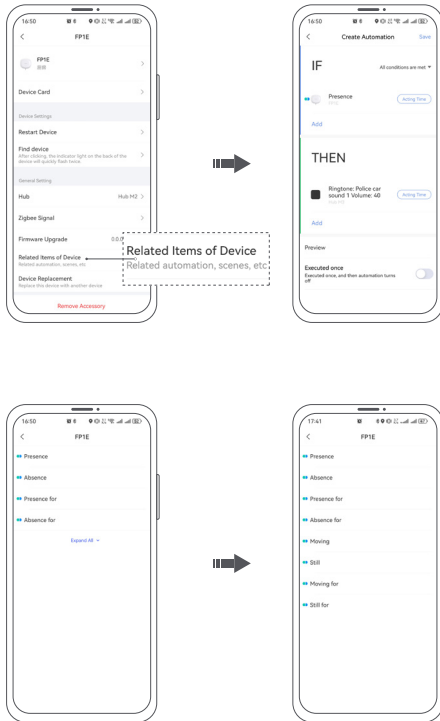 16:50
FP1E
FP1E
Device Card
Device Settings
Restart Device
Find device
After clicking, the indicator light on the back of the
device will quickly flash twice.
General Setting
Hub
Hub M2
Zigbee Signal
Firmware Upgrade
Related Items of Device
Related automation, scenes, etc
Device Replacement
Replace this device with another device
Remove Accessory
Related Items of Device
Related automation, scenes, etc
16:50
Create Automation
Save
IF
All conditions are met
Presence
FP1E
Acting Time
Add
THEN
Ringtone: Police car
sound 1 Volume: 40
Acting Time
Add
Preview
Executed once
Executed once, and then automation turns
off
16:50
FP1E
Presence
Absence
Presence for
Absence for
Expand All
17:41
FP1E
Presence
Absence
Presence for
Absence for
Moving
Still
Moving for
Still for